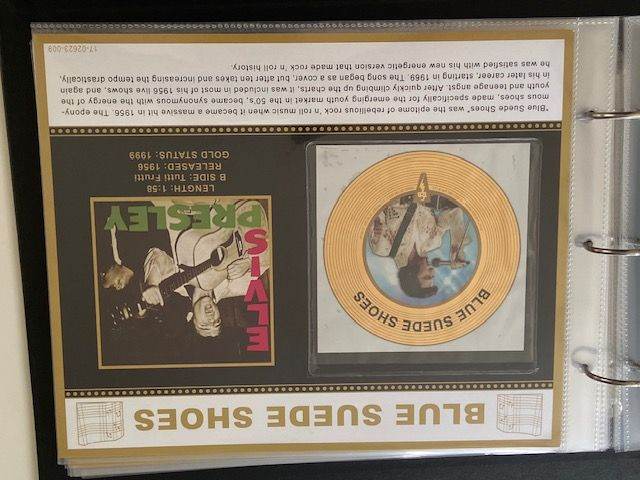 BLUE SUEDE SHOES
BLUE SUEDE SHOES
ELVIS
PRESLEY
LENGTH: 1:58
B SIDE: Tutti Frutti
RELEASED: 1956
GOLD STATUS: 1999
"Blue Suede Shoes" was the epitome of rebellious rock 'n roll music when it became a massive hit in 1956. The epony-
mous shoes, made specifically for the emerging youth market in the 50's, became synonymous with the energy of the
youth and teenage angst. After quickly climbing up the charts, it was included in most of his 1956 live shows, and again
in his later career, starting in 1969. The song began as a cover, but after ten takes and increasing the tempo drastically,
he was satisfied with his new energetic version that made rock 'n roll history.
17-02623-009